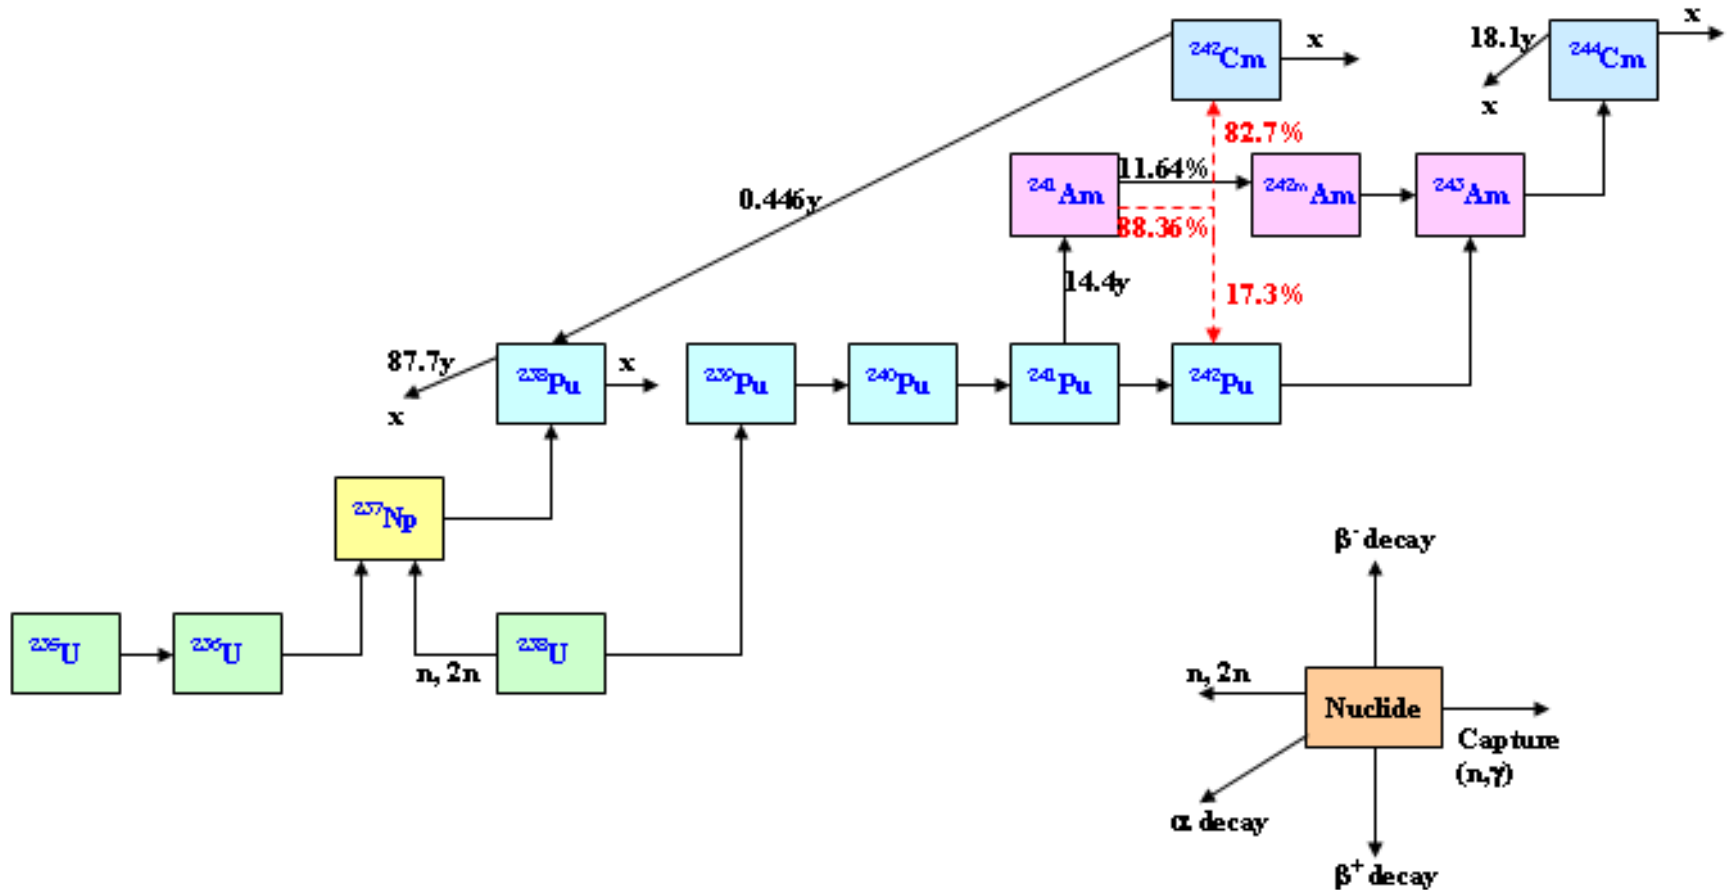 ²⁴²Cm
x
18.1y
x
²⁴⁴Cm
x
82.7%
²⁴¹Am
11.64%
88.36%
²⁴²ᵐAm
²⁴³Am
0.446y
14.4y
17.3%
87.7y
x
²³⁸Pu
x
²³⁹Pu
²⁴⁰Pu
²⁴¹Pu
²⁴²Pu
²³⁷Np
²³⁵U
²³⁶U
n, 2n
²³⁸U
β⁻ decay
n, 2n
Nuclide
Capture
(n,γ)
α decay
β⁺ decay